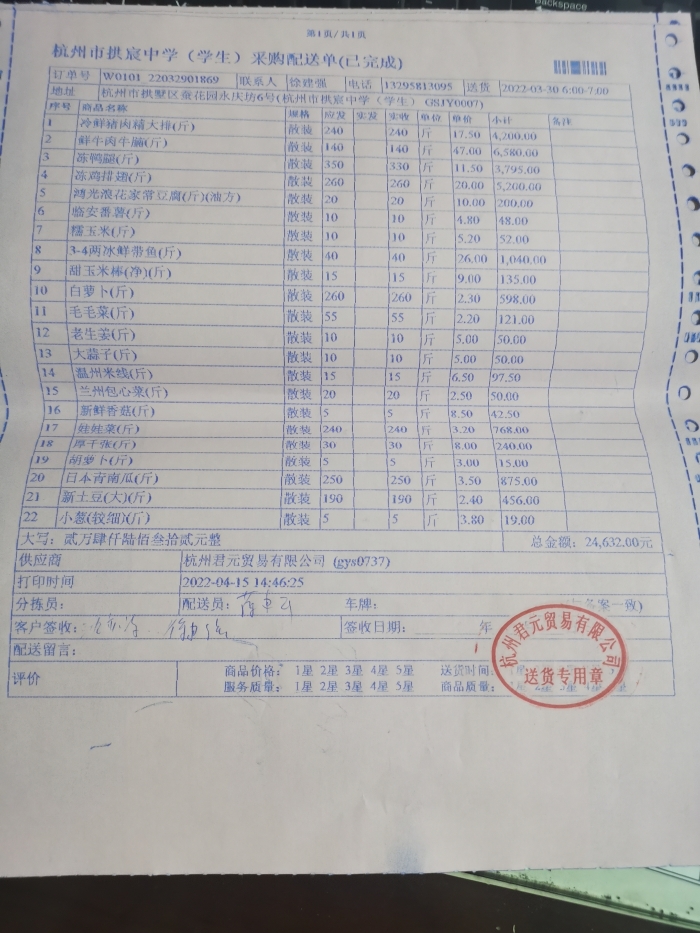 Backspace
第1页/共1页
杭州市拱宸中学（学生）采购配送单(已完成)
订单号 W0101_22032901869 联系人 徐建强 电话 13295813095 送货 2022-03-30 6:00-7:00
地址 杭州市拱墅区蚕花园永庆坊6号(杭州市拱宸中学（学生） GSJY0007)
序号 商品名称 规格 应发 实发 实收 单位 单价 小计 备注
1 冷鲜猪肉精大排(斤) 散装 240 240 斤 17.50 4,200.00
2 鲜牛肉牛腩(斤) 散装 140 140 斤 47.00 6,580.00
3 冻鸭腿(斤) 散装 350 330 斤 11.50 3,795.00
4 冻鸡排翅(斤) 散装 260 260 斤 20.00 5,200.00
5 鸿光浪花家常豆腐(斤)(油方) 散装 20 20 斤 10.00 200.00
6 临安番薯(斤) 散装 10 10 斤 4.80 48.00
7 糯玉米(斤) 散装 10 10 斤 5.20 52.00
8 3-4两冰鲜带鱼(斤) 散装 40 40 斤 26.00 1,040.00
9 甜玉米棒(净)(斤) 散装 15 15 斤 9.00 135.00
10 白萝卜(斤) 散装 260 260 斤 2.30 598.00
11 毛毛菜(斤) 散装 55 55 斤 2.20 121.00
12 老生姜(斤) 散装 10 10 斤 5.00 50.00
13 大蒜子(斤) 散装 10 10 斤 5.00 50.00
14 温州米线(斤) 散装 15 15 斤 6.50 97.50
15 兰州包心菜(斤) 散装 20 20 斤 2.50 50.00
16 新鲜香菇(斤) 散装 5 5 斤 8.50 42.50
17 娃娃菜(斤) 散装 240 240 斤 3.20 768.00
18 厚千张(斤) 散装 30 30 斤 8.00 240.00
19 胡萝卜(斤) 散装 5 5 斤 3.00 15.00
20 日本青南瓜(斤) 散装 250 250 斤 3.50 875.00
21 新土豆(大)(斤) 散装 190 190 斤 2.40 456.00
22 小葱(较细)(斤) 散装 5 5 斤 3.80 19.00
大写：贰万肆仟陆佰叁拾贰元整 总金额：24,632.00元
供应商 杭州君元贸易有限公司 (gys0737)
打印时间 2022-04-15 14:46:25
分拣员： 配送员： 车牌： 备案一致)
客户签收： 签收日期： 年
配送留言：
评价 商品价格： 1星 2星 3星 4星 5星 送货时间：
服务质量： 1星 2星 3星 4星 5星 商品质量：
杭州君元贸易有限公司
送货专用章